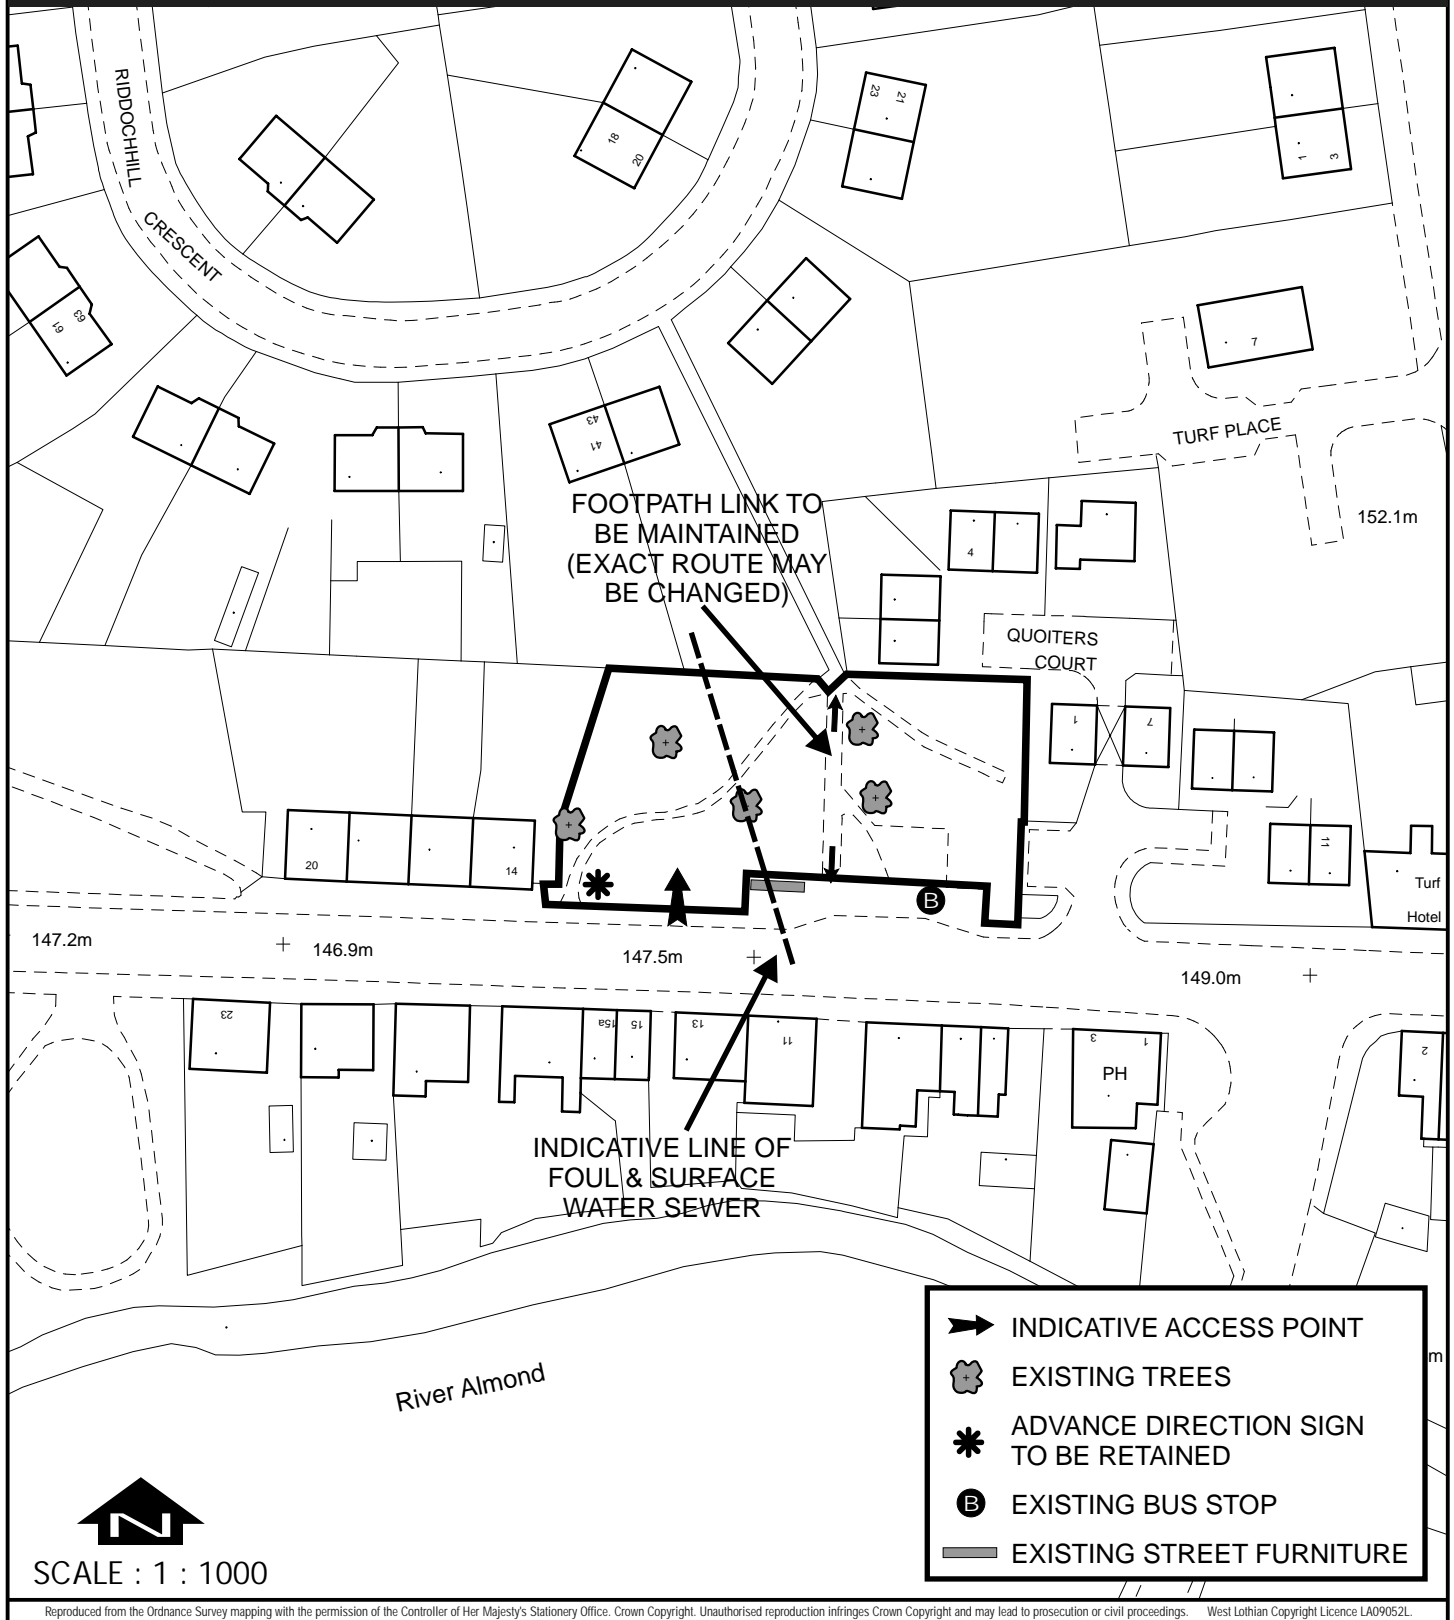 RIDDOCHHILL
CRESCENT
18
20
23
21
1
3
7
TURF PLACE
152.1m
61
63
43
41
FOOTPATH LINK TO
BE MAINTAINED
(EXACT ROUTE MAY
BE CHANGED)
4
QUOITERS
COURT
1
7
11
Turf
Hotel
20
14
B
147.2m
146.9m
147.5m
149.0m
23
15a
15
13
11
3
1
PH
2
INDICATIVE LINE OF
FOUL & SURFACE
WATER SEWER
River Almond
m
INDICATIVE ACCESS POINT
EXISTING TREES
ADVANCE DIRECTION SIGN
TO BE RETAINED
B EXISTING BUS STOP
EXISTING STREET FURNITURE
N
SCALE : 1 : 1000
Reproduced from the Ordnance Survey mapping with the permission of the Controller of Her Majesty's Stationery Office. Crown Copyright. Unauthorised reproduction infringes Crown Copyright and may lead to prosecution or civil proceedings. West Lothian Copyright Licence LA09052L.